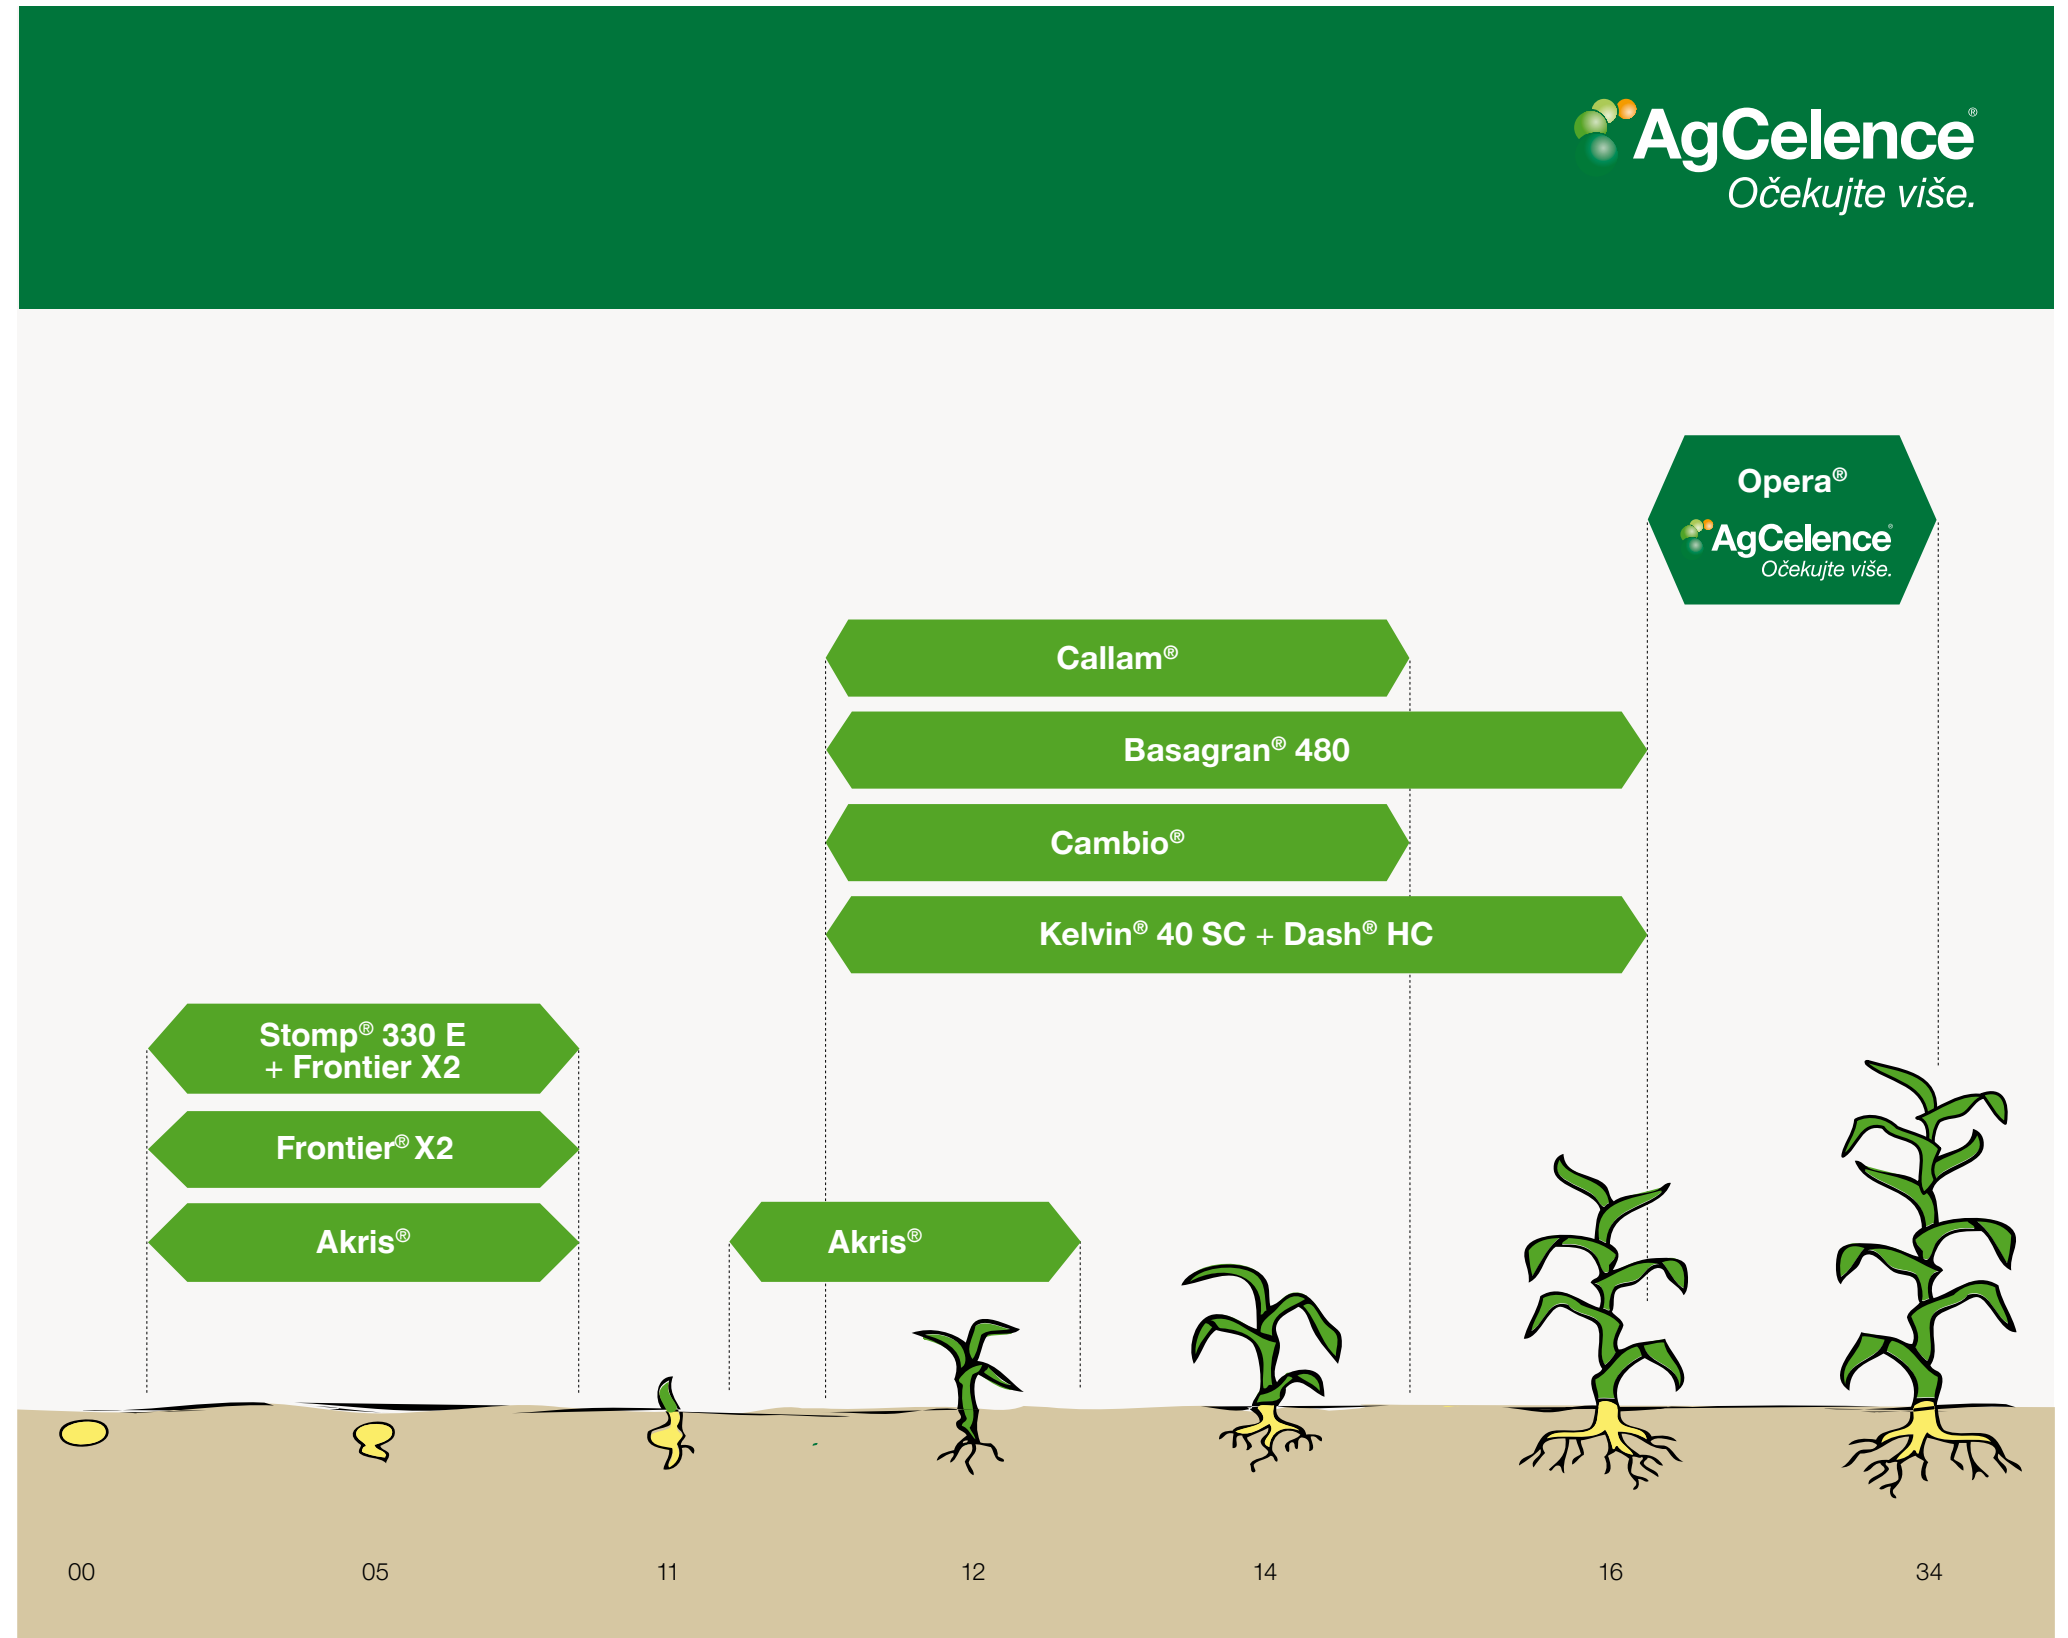 AgCelence®
Očekujte više.
Opera®
AgCelence®
Očekujte više.
Callam®
Basagran® 480
Cambio®
Kelvin® 40 SC + Dash® HC
Stomp® 330 E
+ Frontier X2
Frontier® X2
Akris®
Akris®
00 05 11 12 14 16 34